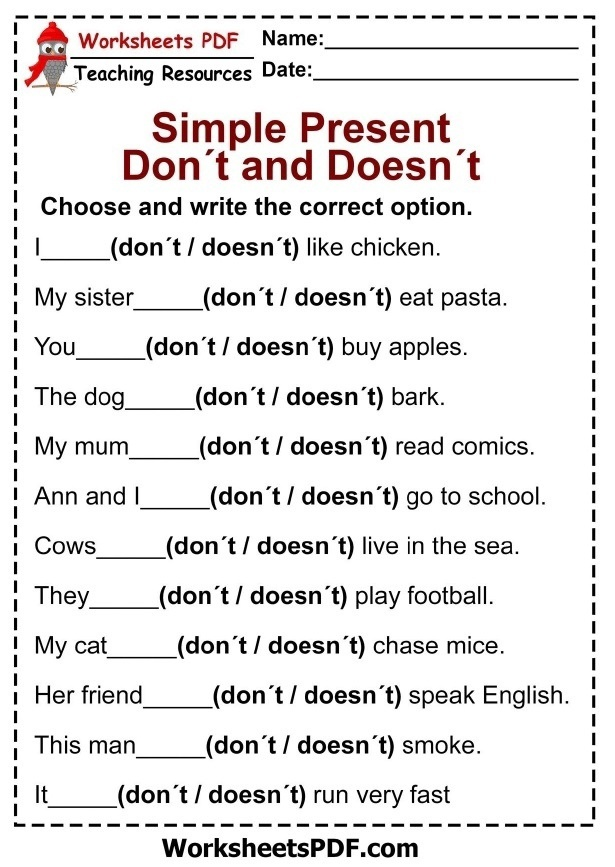 Worksheets PDF
Teaching Resources
Name:____________________
Date:_____________________
Simple Present
Don´t and Doesn´t
Choose and write the correct option.
I_____(don´t / doesn´t) like chicken.
My sister_____(don´t / doesn´t) eat pasta.
You_____(don´t / doesn´t) buy apples.
The dog_____(don´t / doesn´t) bark.
My mum_____(don´t / doesn´t) read comics.
Ann and I_____(don´t / doesn´t) go to school.
Cows_____(don´t / doesn´t) live in the sea.
They_____(don´t / doesn´t) play football.
My cat_____(don´t / doesn´t) chase mice.
Her friend_____(don´t / doesn´t) speak English.
This man_____(don´t / doesn´t) smoke.
It_____(don´t / doesn´t) run very fast
WorksheetsPDF.com